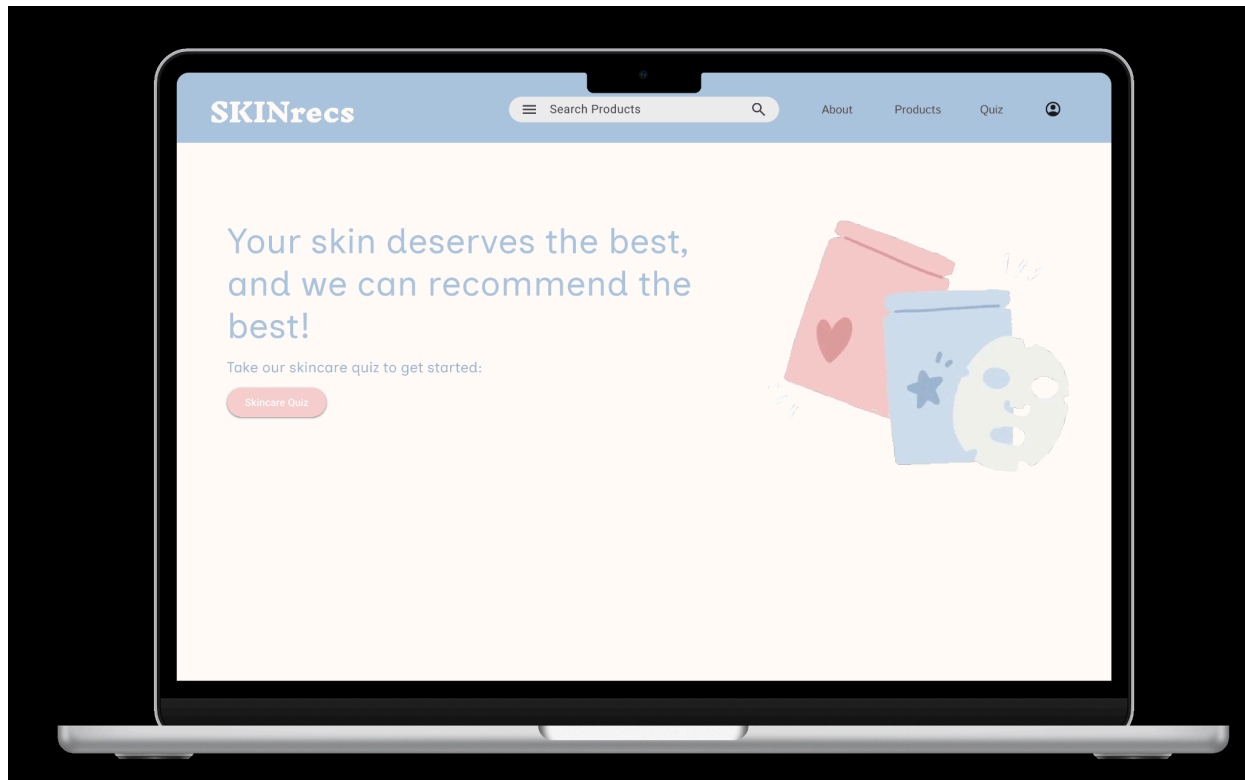 SKINrecs
Search Products
About
Products
Quiz
Your skin deserves the best,
and we can recommend the
best!
Take our skincare quiz to get started:
Skincare Quiz